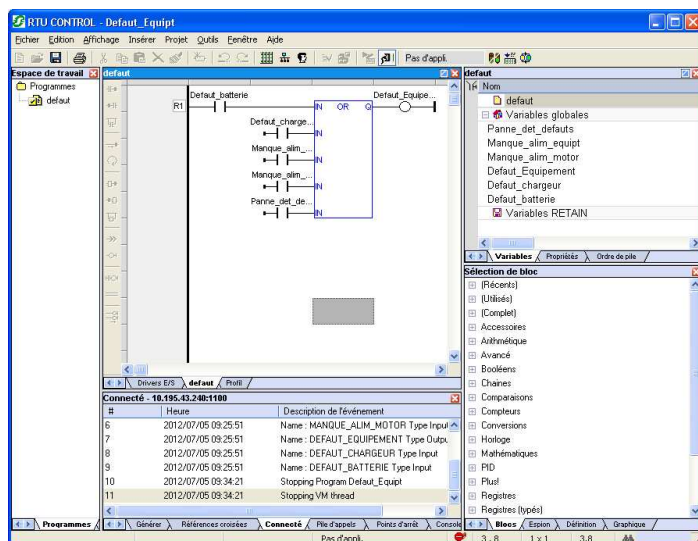 RTU CONTROL - Defaut_Equipt
Fichier Edition Affichage Insérer Projet Outils Fenêtre Aide
Pas d'appli.
Espace de travail
Programmes
defaut
defaut
R1
Defaut_batterie
IN OR Q
Defaut_Equipe...
Defaut_charge...
IN
Manque_alim_...
IN
Manque_alim_...
IN
Panne_det_de...
IN
Drivers E/S defaut Profil
defaut
Nom
defaut
Variables globales
Panne_det_defauts
Manque_alim_equipt
Manque_alim_motor
Defaut_Equipement
Defaut_chargeur
Defaut_batterie
Variables RETAIN
Variables Propriétés Ordre de pile
Sélection de bloc
(Récents)
(Utilisés)
(Complet)
Accessoires
Arithmétique
Avancé
Booléens
Chaines
Comparaisons
Compteurs
Conversions
Horloge
Mathématiques
PID
Plus!
Registres
Registres (typés)
Blocs Espion Définition Graphique
Connecté - 10.195.43.240:1100
# Heure Description de l'événement
6 2012/07/05 09:25:51 Name : MANQUE_ALIM_MOTOR Type Input
7 2012/07/05 09:25:51 Name : DEFAUT_EQUIPEMENT Type Outpu
8 2012/07/05 09:25:51 Name : DEFAUT_CHARGEUR Type Input
9 2012/07/05 09:25:51 Name : DEFAUT_BATTERIE Type Input
10 2012/07/05 09:34:21 Stopping Program Defaut_Equipt
11 2012/07/05 09:34:21 Stopping VM thread
Programmes
Générer Références croisées Connecté Pile d'appels Points d'arrêt Console
Pas d'appli. 3 , 8 1 x 1 3,8